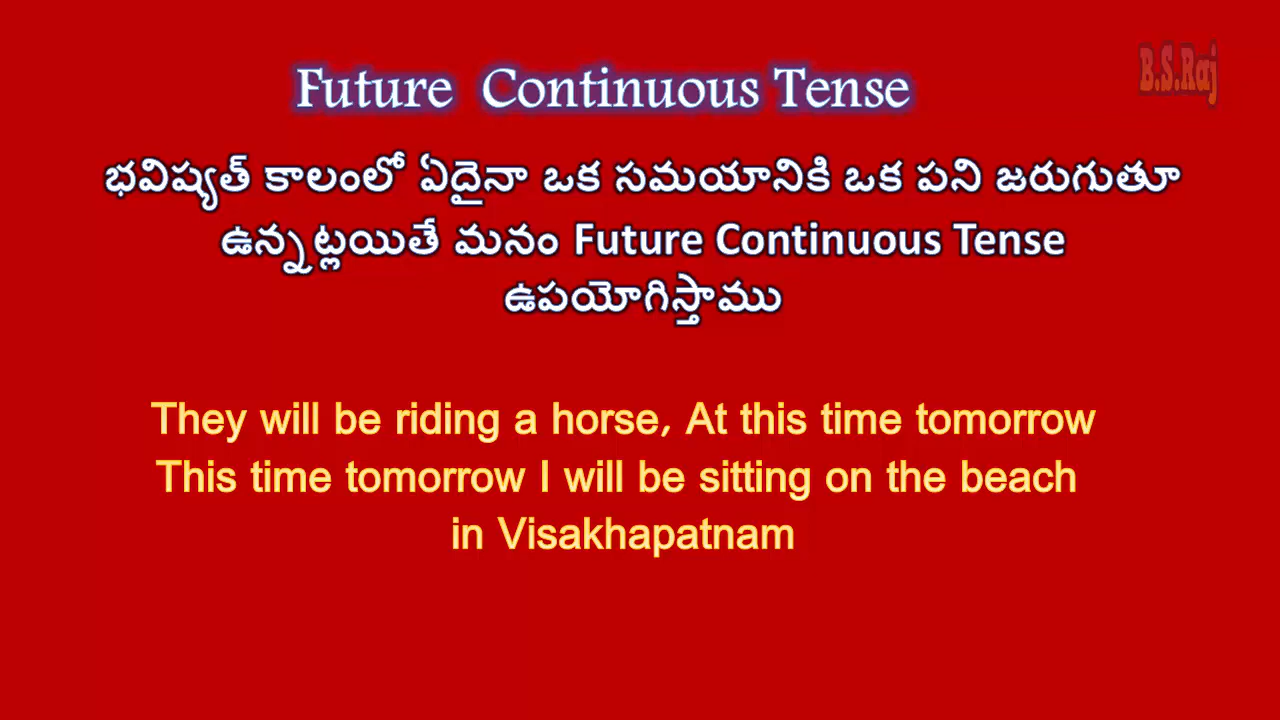 B.S.Raj
Future Continuous Tense
భవిష్యత్ కాలంలో ఏదైనా ఒక సమయానికి ఒక పని జరుగుతూ
ఉన్నట్లయితే మనం Future Continuous Tense
ఉపయోగిస్తాము
They will be riding a horse, At this time tomorrow
This time tomorrow I will be sitting on the beach
in Visakhapatnam